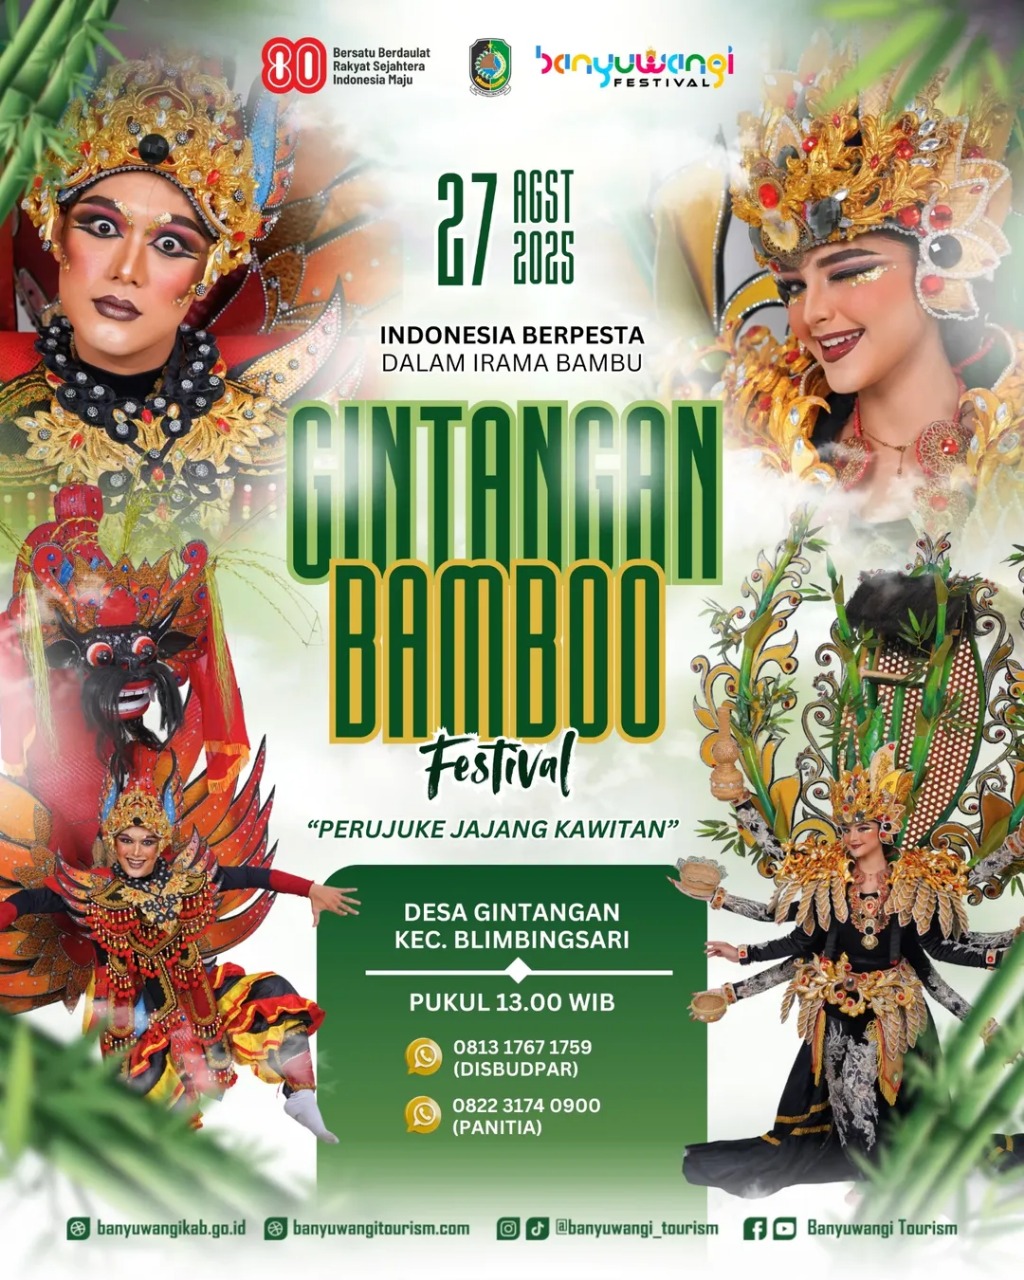 80 Bersatu Berdaulat
Rakyat Sejahtera
Indonesia Maju
banyuwangi
FESTIVAL
27 AGST
2025
INDONESIA BERPESTA
DALAM IRAMA BAMBU
GINTANGAN
BAMBOO
Festival
“PERUJUKE JAJANG KAWITAN”
DESA GINTANGAN
KEC. BLIMBINGSARI
PUKUL 13.00 WIB
0813 1767 1759
(DISBUDPAR)
0822 3174 0900
(PANITIA)
banyuwangikab.go.id banyuwangitourism.com @banyuwangi_tourism Banyuwangi Tourism